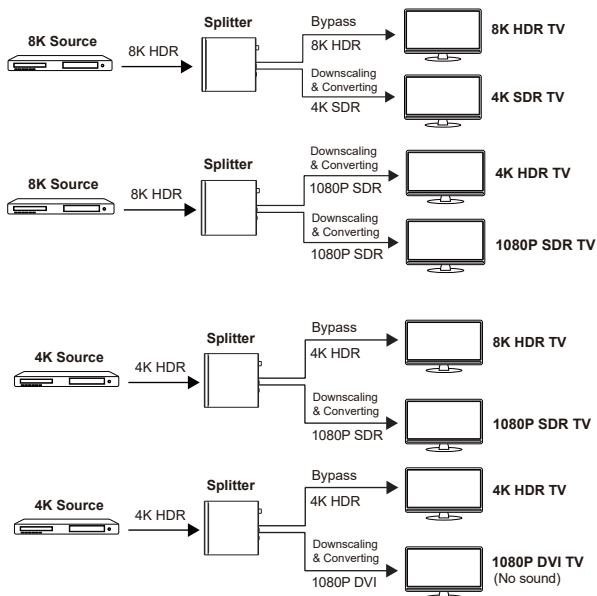 Splitter
8K Source
8K HDR
Bypass
8K HDR
8K HDR TV
Downscaling
& Converting
4K SDR
4K SDR TV
Splitter
8K Source
8K HDR
Downscaling
& Converting
1080P SDR
4K HDR TV
Downscaling
& Converting
1080P SDR
1080P SDR TV
Splitter
4K Source
4K HDR
Bypass
4K HDR
8K HDR TV
Downscaling
& Converting
1080P SDR
1080P SDR TV
Splitter
4K Source
4K HDR
Bypass
4K HDR
4K HDR TV
Downscaling
& Converting
1080P DVI
1080P DVI TV
(No sound)